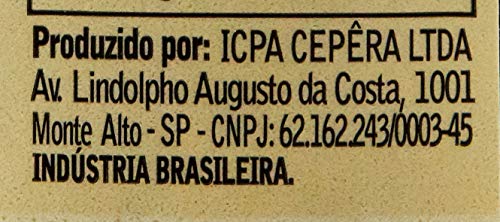 Produzido por: ICPA CEPÊRA LTDA
Av. Lindolpho Augusto da Costa, 1001
Monte Alto - SP - CNPJ: 62.162.243/0003-45
INDÚSTRIA BRASILEIRA.